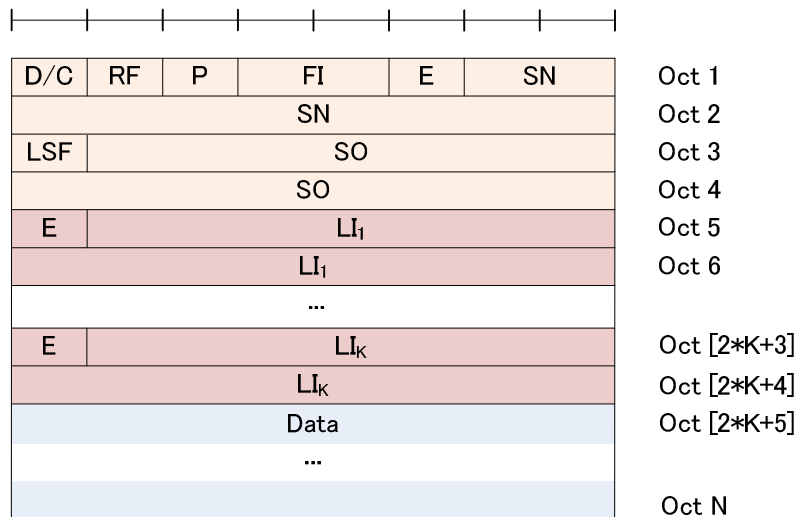 D/C RF P FI E SN Oct 1
SN Oct 2
LSF SO Oct 3
SO Oct 4
E LI₁ Oct 5
LI₁ Oct 6
...
E LIK Oct [2*K+3]
LIK Oct [2*K+4]
Data Oct [2*K+5]
...
Oct N